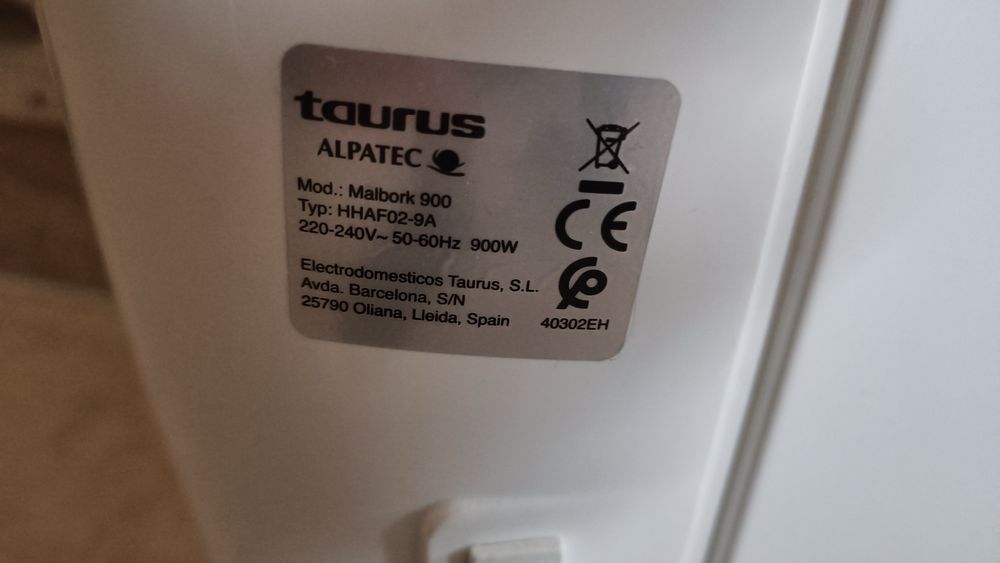 taurus
ALPATEC
Mod.: Malbork 900
Typ: HHAF02-9A
220-240V~ 50-60Hz 900W
CE
Electrodomesticos Taurus, S.L.
Avda. Barcelona, S/N
25790 Oliana, Lleida, Spain
40302EH